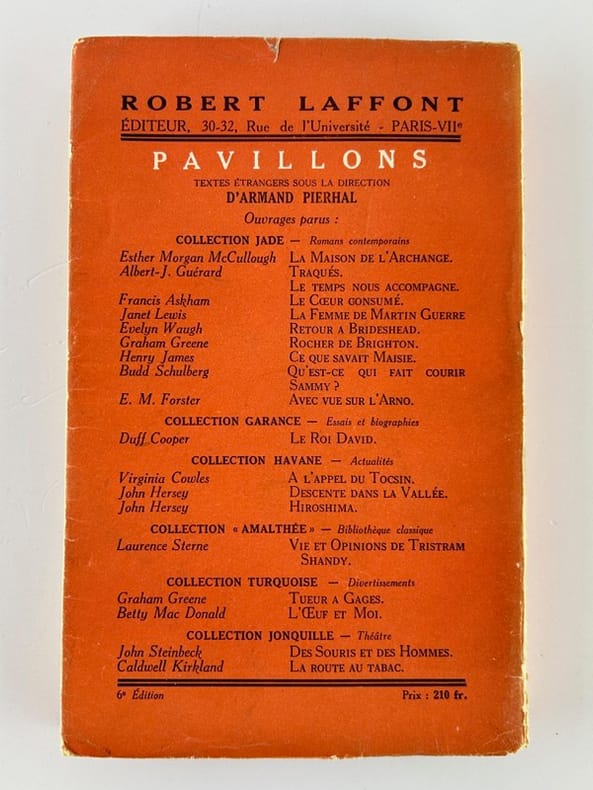 ROBERT LAFFONT
ÉDITEUR, 30-32, Rue de l'Université - PARIS-VIIe
PAVILLONS
TEXTES ÉTRANGERS SOUS LA DIRECTION
D'ARMAND PIERHAL
Ouvrages parus :
COLLECTION JADE — Romans contemporains
Esther Morgan McCullough LA MAISON DE L'ARCHANGE.
Albert-J. Guérard TRAQUÉS.
LE TEMPS NOUS ACCOMPAGNE.
Francis Askham LE CŒUR CONSUMÉ.
Janet Lewis LA FEMME DE MARTIN GUERRE
Evelyn Waugh RETOUR A BRIDESHEAD.
Graham Greene ROCHER DE BRIGHTON.
Henry James CE QUE SAVAIT MAISIE.
Budd Schulberg QU'EST-CE QUI FAIT COURIR
SAMMY ?
E. M. Forster AVEC VUE SUR L'ARNO.
COLLECTION GARANCE — Essais et biographies
Duff Cooper LE ROI DAVID.
COLLECTION HAVANE — Actualités
Virginia Cowles A L'APPEL DU TOCSIN.
John Hersey DESCENTE DANS LA VALLÉE.
John Hersey HIROSHIMA.
COLLECTION « AMALTHÉE » — Bibliothèque classique
Laurence Sterne VIE ET OPINIONS DE TRISTRAM
SHANDY.
COLLECTION TURQUOISE — Divertissements
Graham Greene TUEUR A GAGES.
Betty Mac Donald L'ŒUF ET MOI.
COLLECTION JONQUILLE — Théâtre
John Steinbeck DES SOURIS ET DES HOMMES.
Caldwell Kirkland LA ROUTE AU TABAC.
6e Édition Prix : 210 fr.